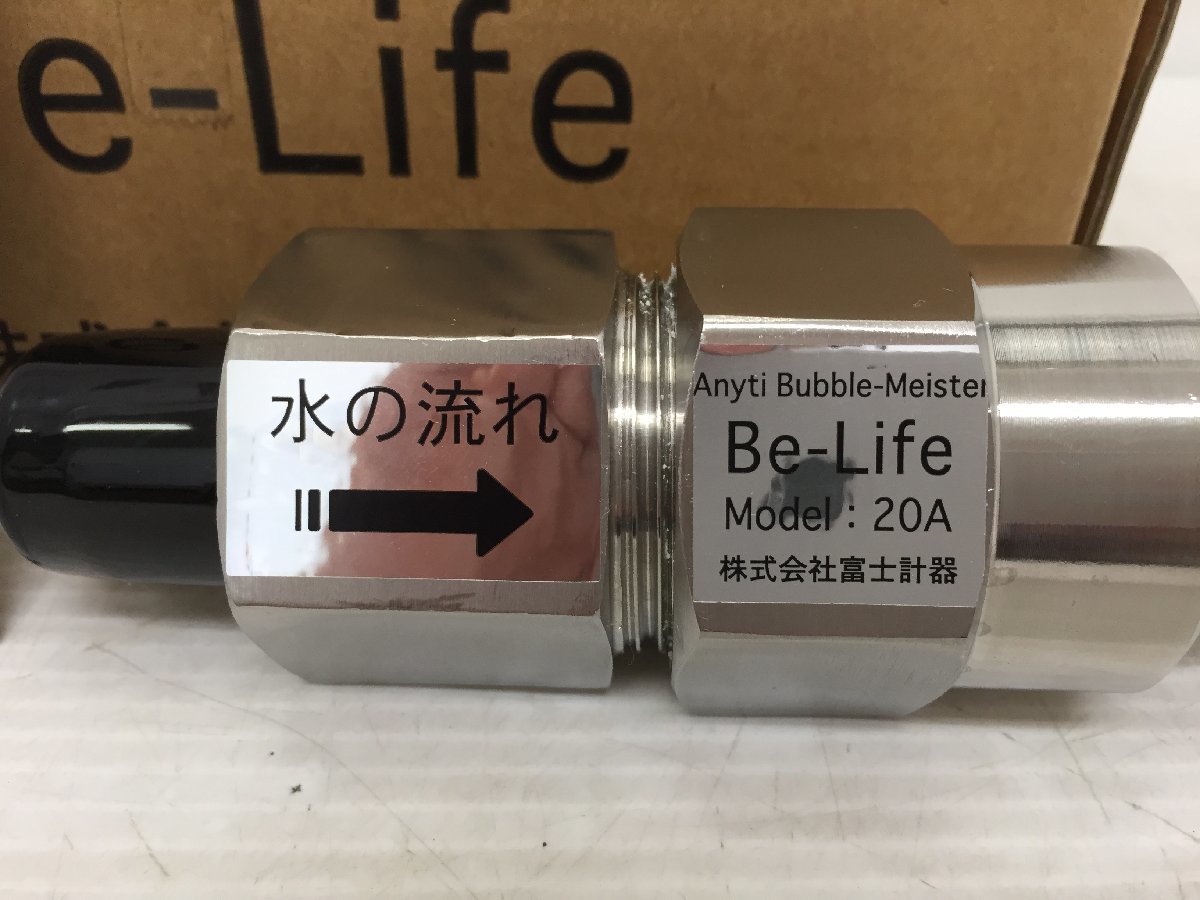 e-Life
水の流れ
Anyti Bubble-Meister
Be-Life
Model : 20A
株式会社富士計器